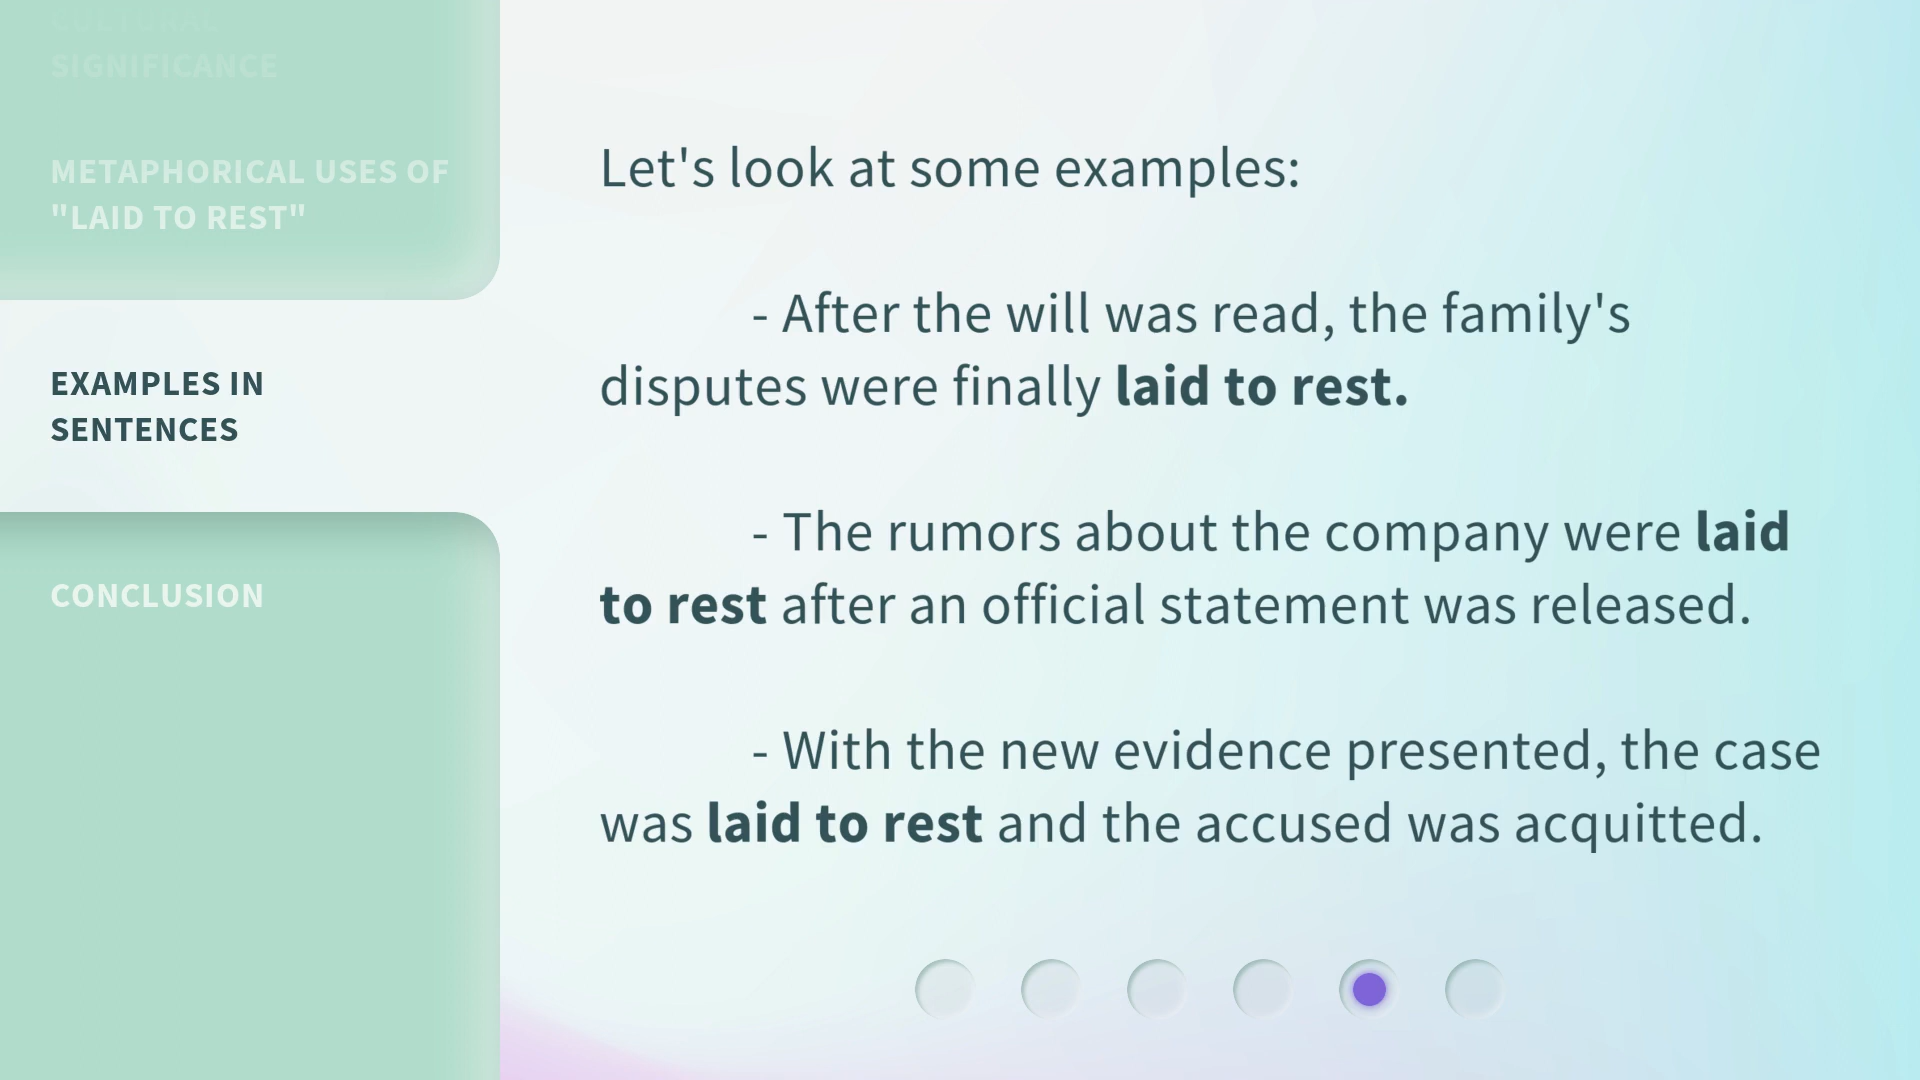 CULTURAL
SIGNIFICANCE
METAPHORICAL USES OF
"LAID TO REST"
EXAMPLES IN
SENTENCES
CONCLUSION
Let's look at some examples:
- After the will was read, the family's
disputes were finally laid to rest.
- The rumors about the company were laid
to rest after an official statement was released.
- With the new evidence presented, the case
was laid to rest and the accused was acquitted.